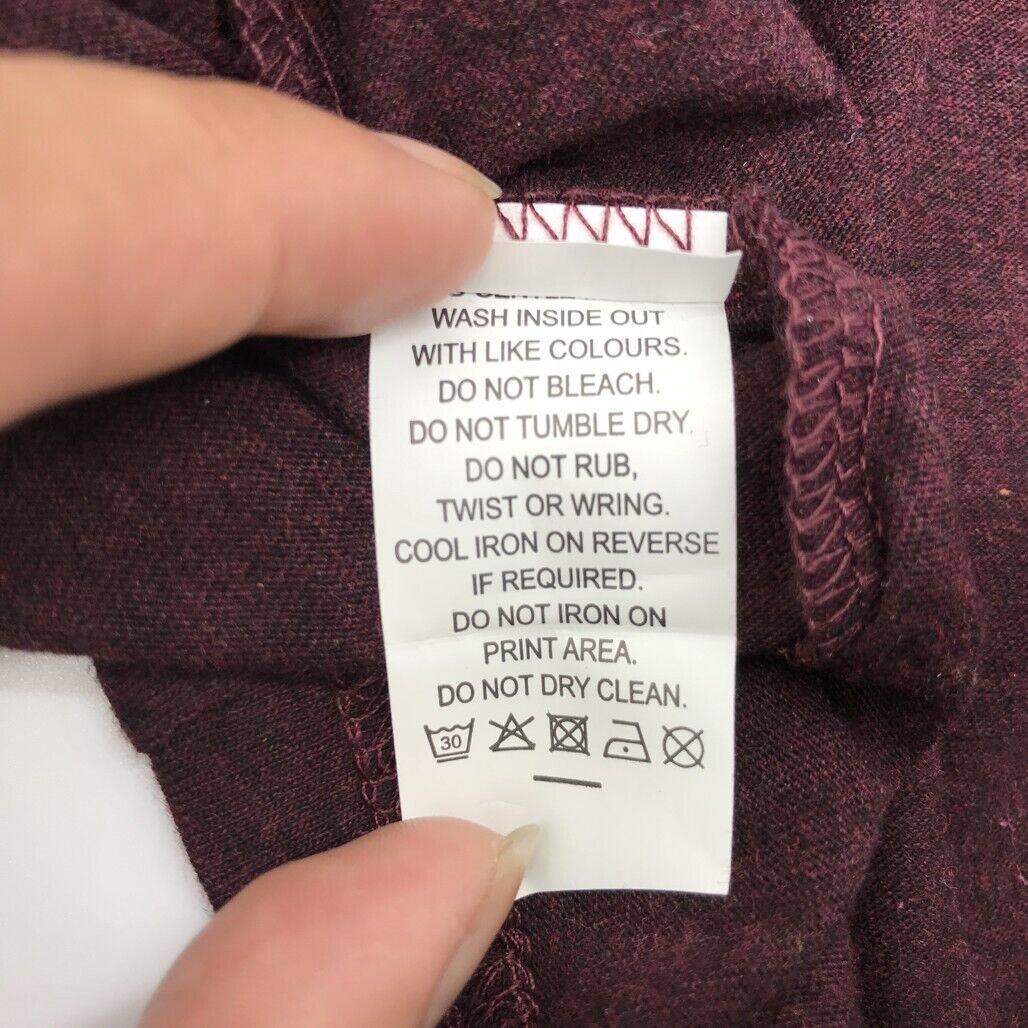 WASH INSIDE OUT
WITH LIKE COLOURS.
DO NOT BLEACH.
DO NOT TUMBLE DRY.
DO NOT RUB,
TWIST OR WRING.
COOL IRON ON REVERSE
IF REQUIRED.
DO NOT IRON ON
PRINT AREA.
DO NOT DRY CLEAN.
30